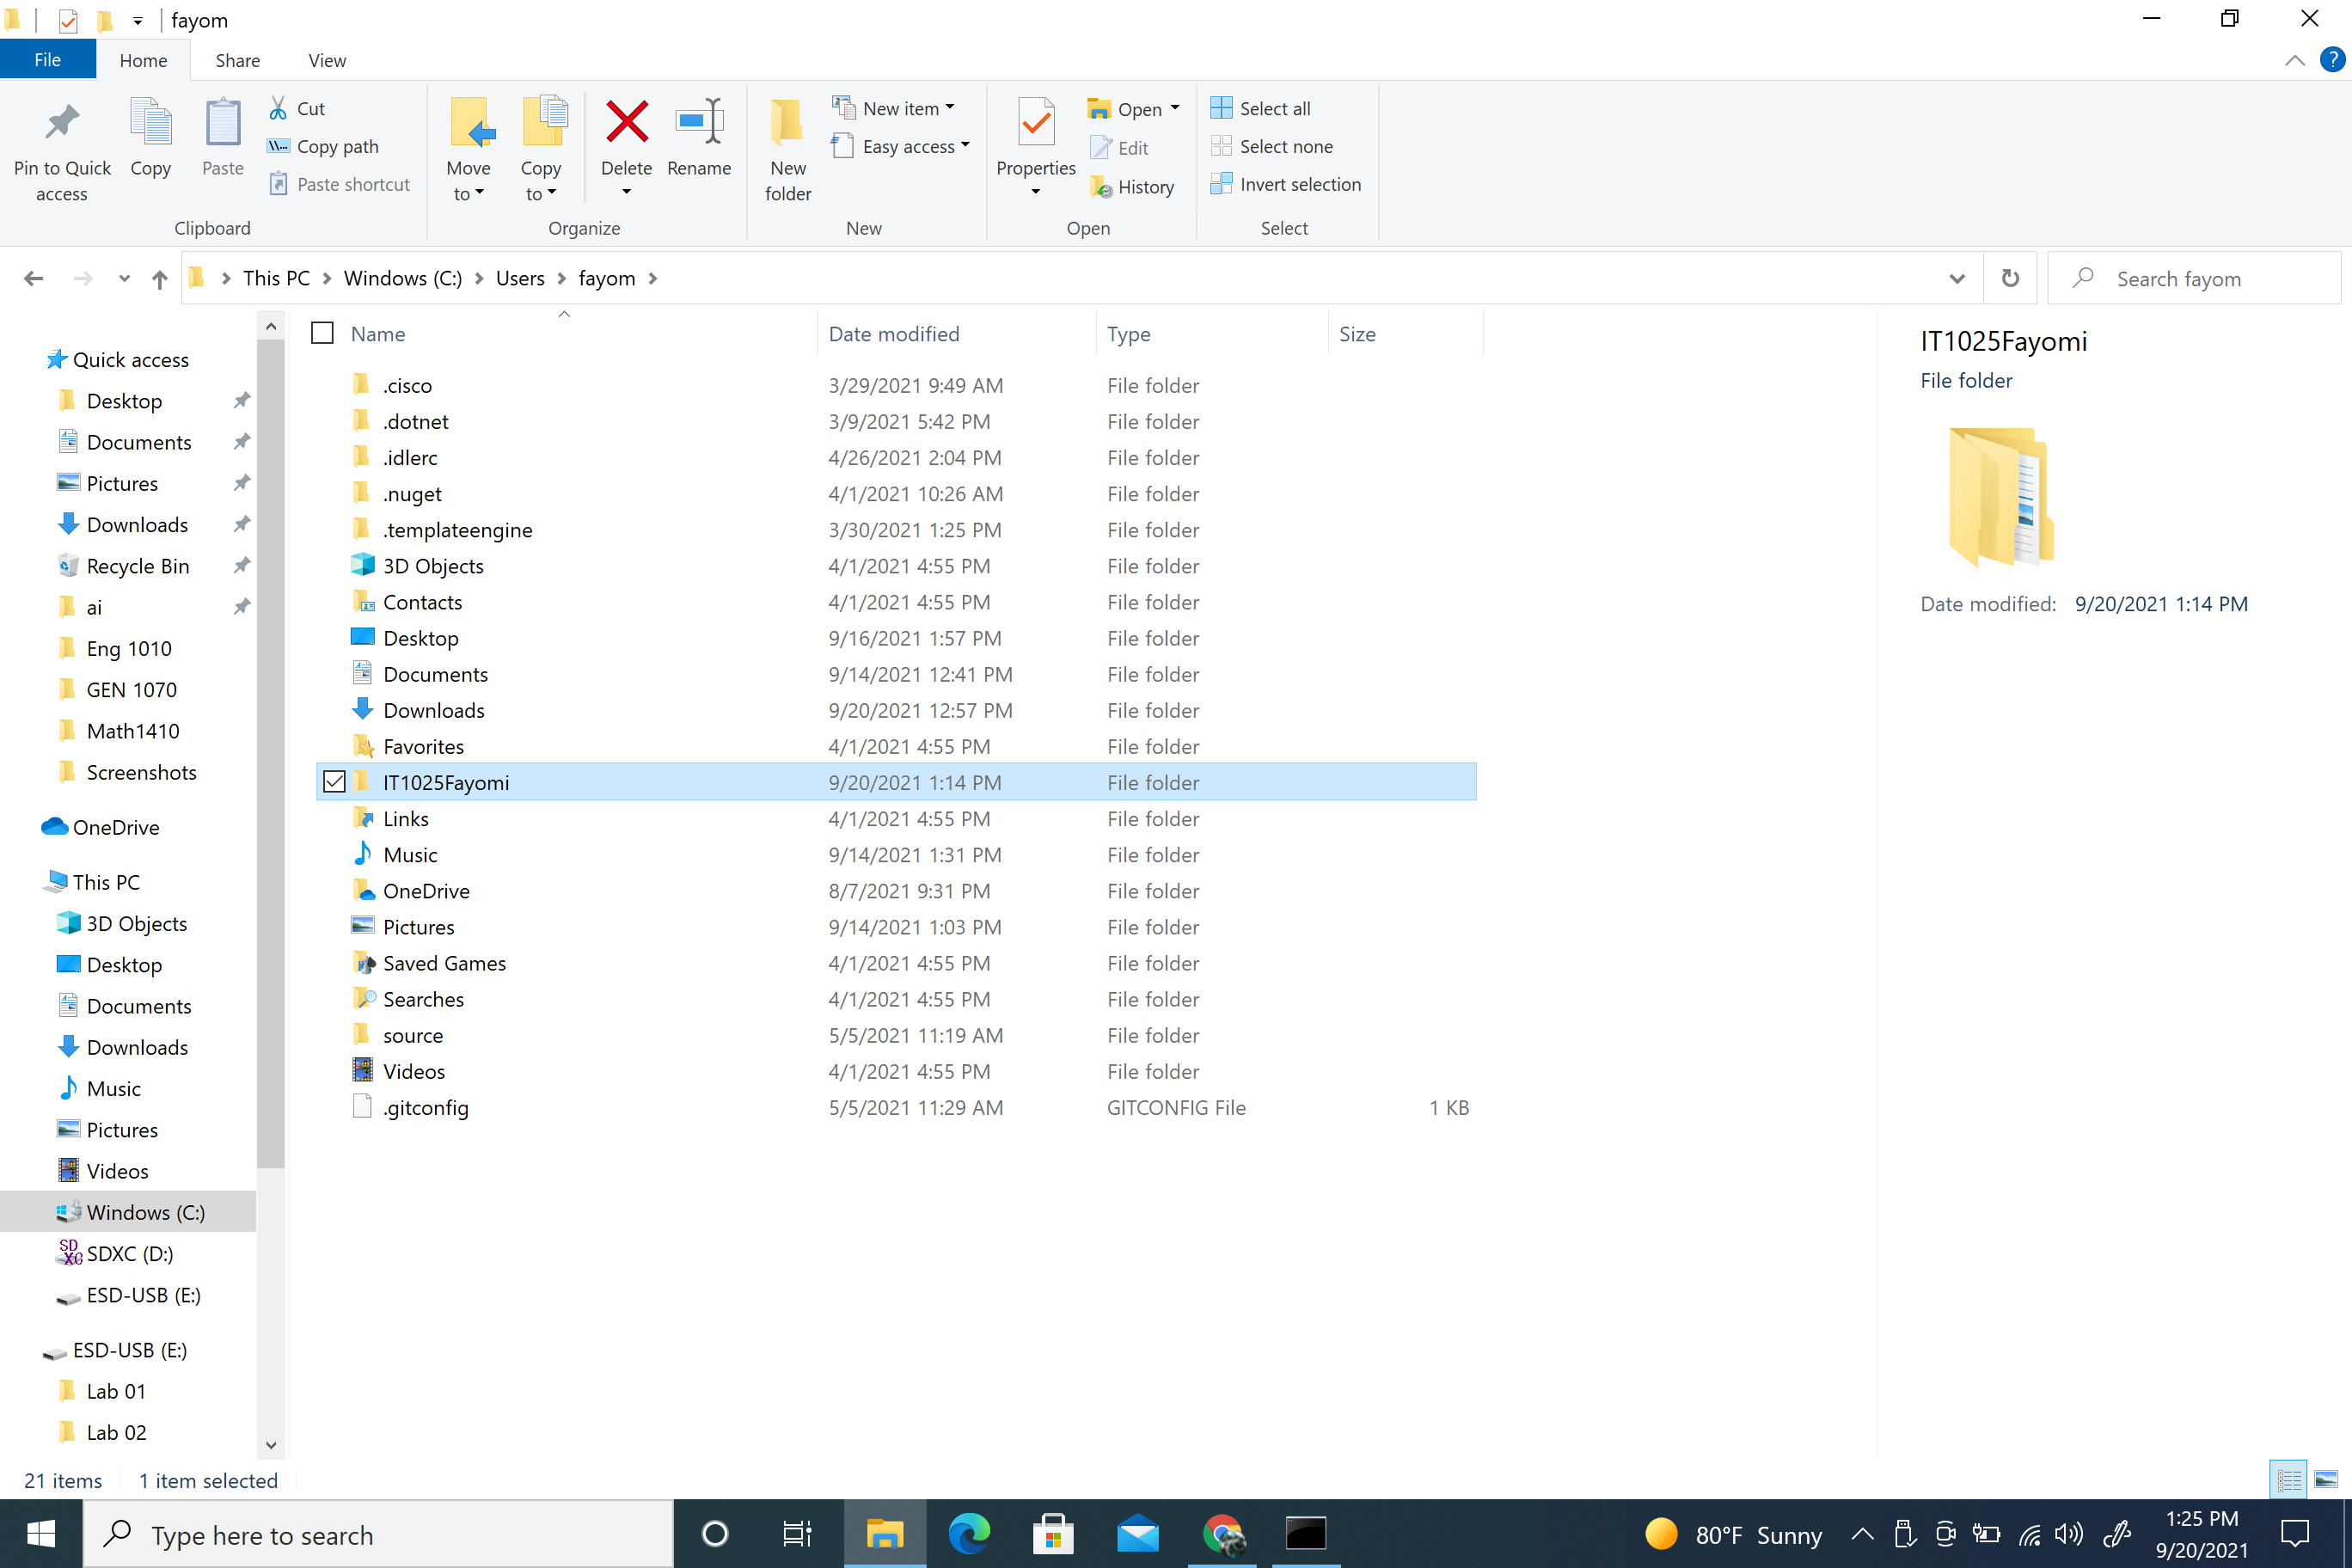 fayom
File Home Share View
Pin to Quick access
Copy
Paste
Cut
Copy path
Paste shortcut
Clipboard
Move to
Copy to
Delete
Rename
Organize
New folder
New item
Easy access
New
Properties
Open
Edit
History
Open
Select all
Select none
Invert selection
Select
This PC Windows (C:) Users fayom
Search fayom
Quick access
Desktop
Documents
Pictures
Downloads
Recycle Bin
ai
Eng 1010
GEN 1070
Math1410
Screenshots
OneDrive
This PC
3D Objects
Desktop
Documents
Downloads
Music
Pictures
Videos
Windows (C:)
SDXC (D:)
ESD-USB (E:)
ESD-USB (E:)
Lab 01
Lab 02
Name Date modified Type Size
.cisco 3/29/2021 9:49 AM File folder
.dotnet 3/9/2021 5:42 PM File folder
.idlerc 4/26/2021 2:04 PM File folder
.nuget 4/1/2021 10:26 AM File folder
.templateengine 3/30/2021 1:25 PM File folder
3D Objects 4/1/2021 4:55 PM File folder
Contacts 4/1/2021 4:55 PM File folder
Desktop 9/16/2021 1:57 PM File folder
Documents 9/14/2021 12:41 PM File folder
Downloads 9/20/2021 12:57 PM File folder
Favorites 4/1/2021 4:55 PM File folder
IT1025Fayomi 9/20/2021 1:14 PM File folder
Links 4/1/2021 4:55 PM File folder
Music 9/14/2021 1:31 PM File folder
OneDrive 8/7/2021 9:31 PM File folder
Pictures 9/14/2021 1:03 PM File folder
Saved Games 4/1/2021 4:55 PM File folder
Searches 4/1/2021 4:55 PM File folder
source 5/5/2021 11:19 AM File folder
Videos 4/1/2021 4:55 PM File folder
.gitconfig 5/5/2021 11:29 AM GITCONFIG File 1 KB
IT1025Fayomi
File folder
Date modified: 9/20/2021 1:14 PM
21 items 1 item selected
Type here to search
80°F Sunny
1:25 PM
9/20/2021